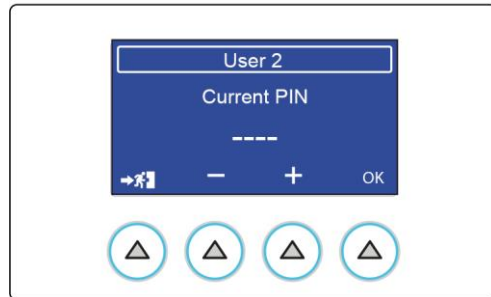 User 2
Current PIN
----
− + OK